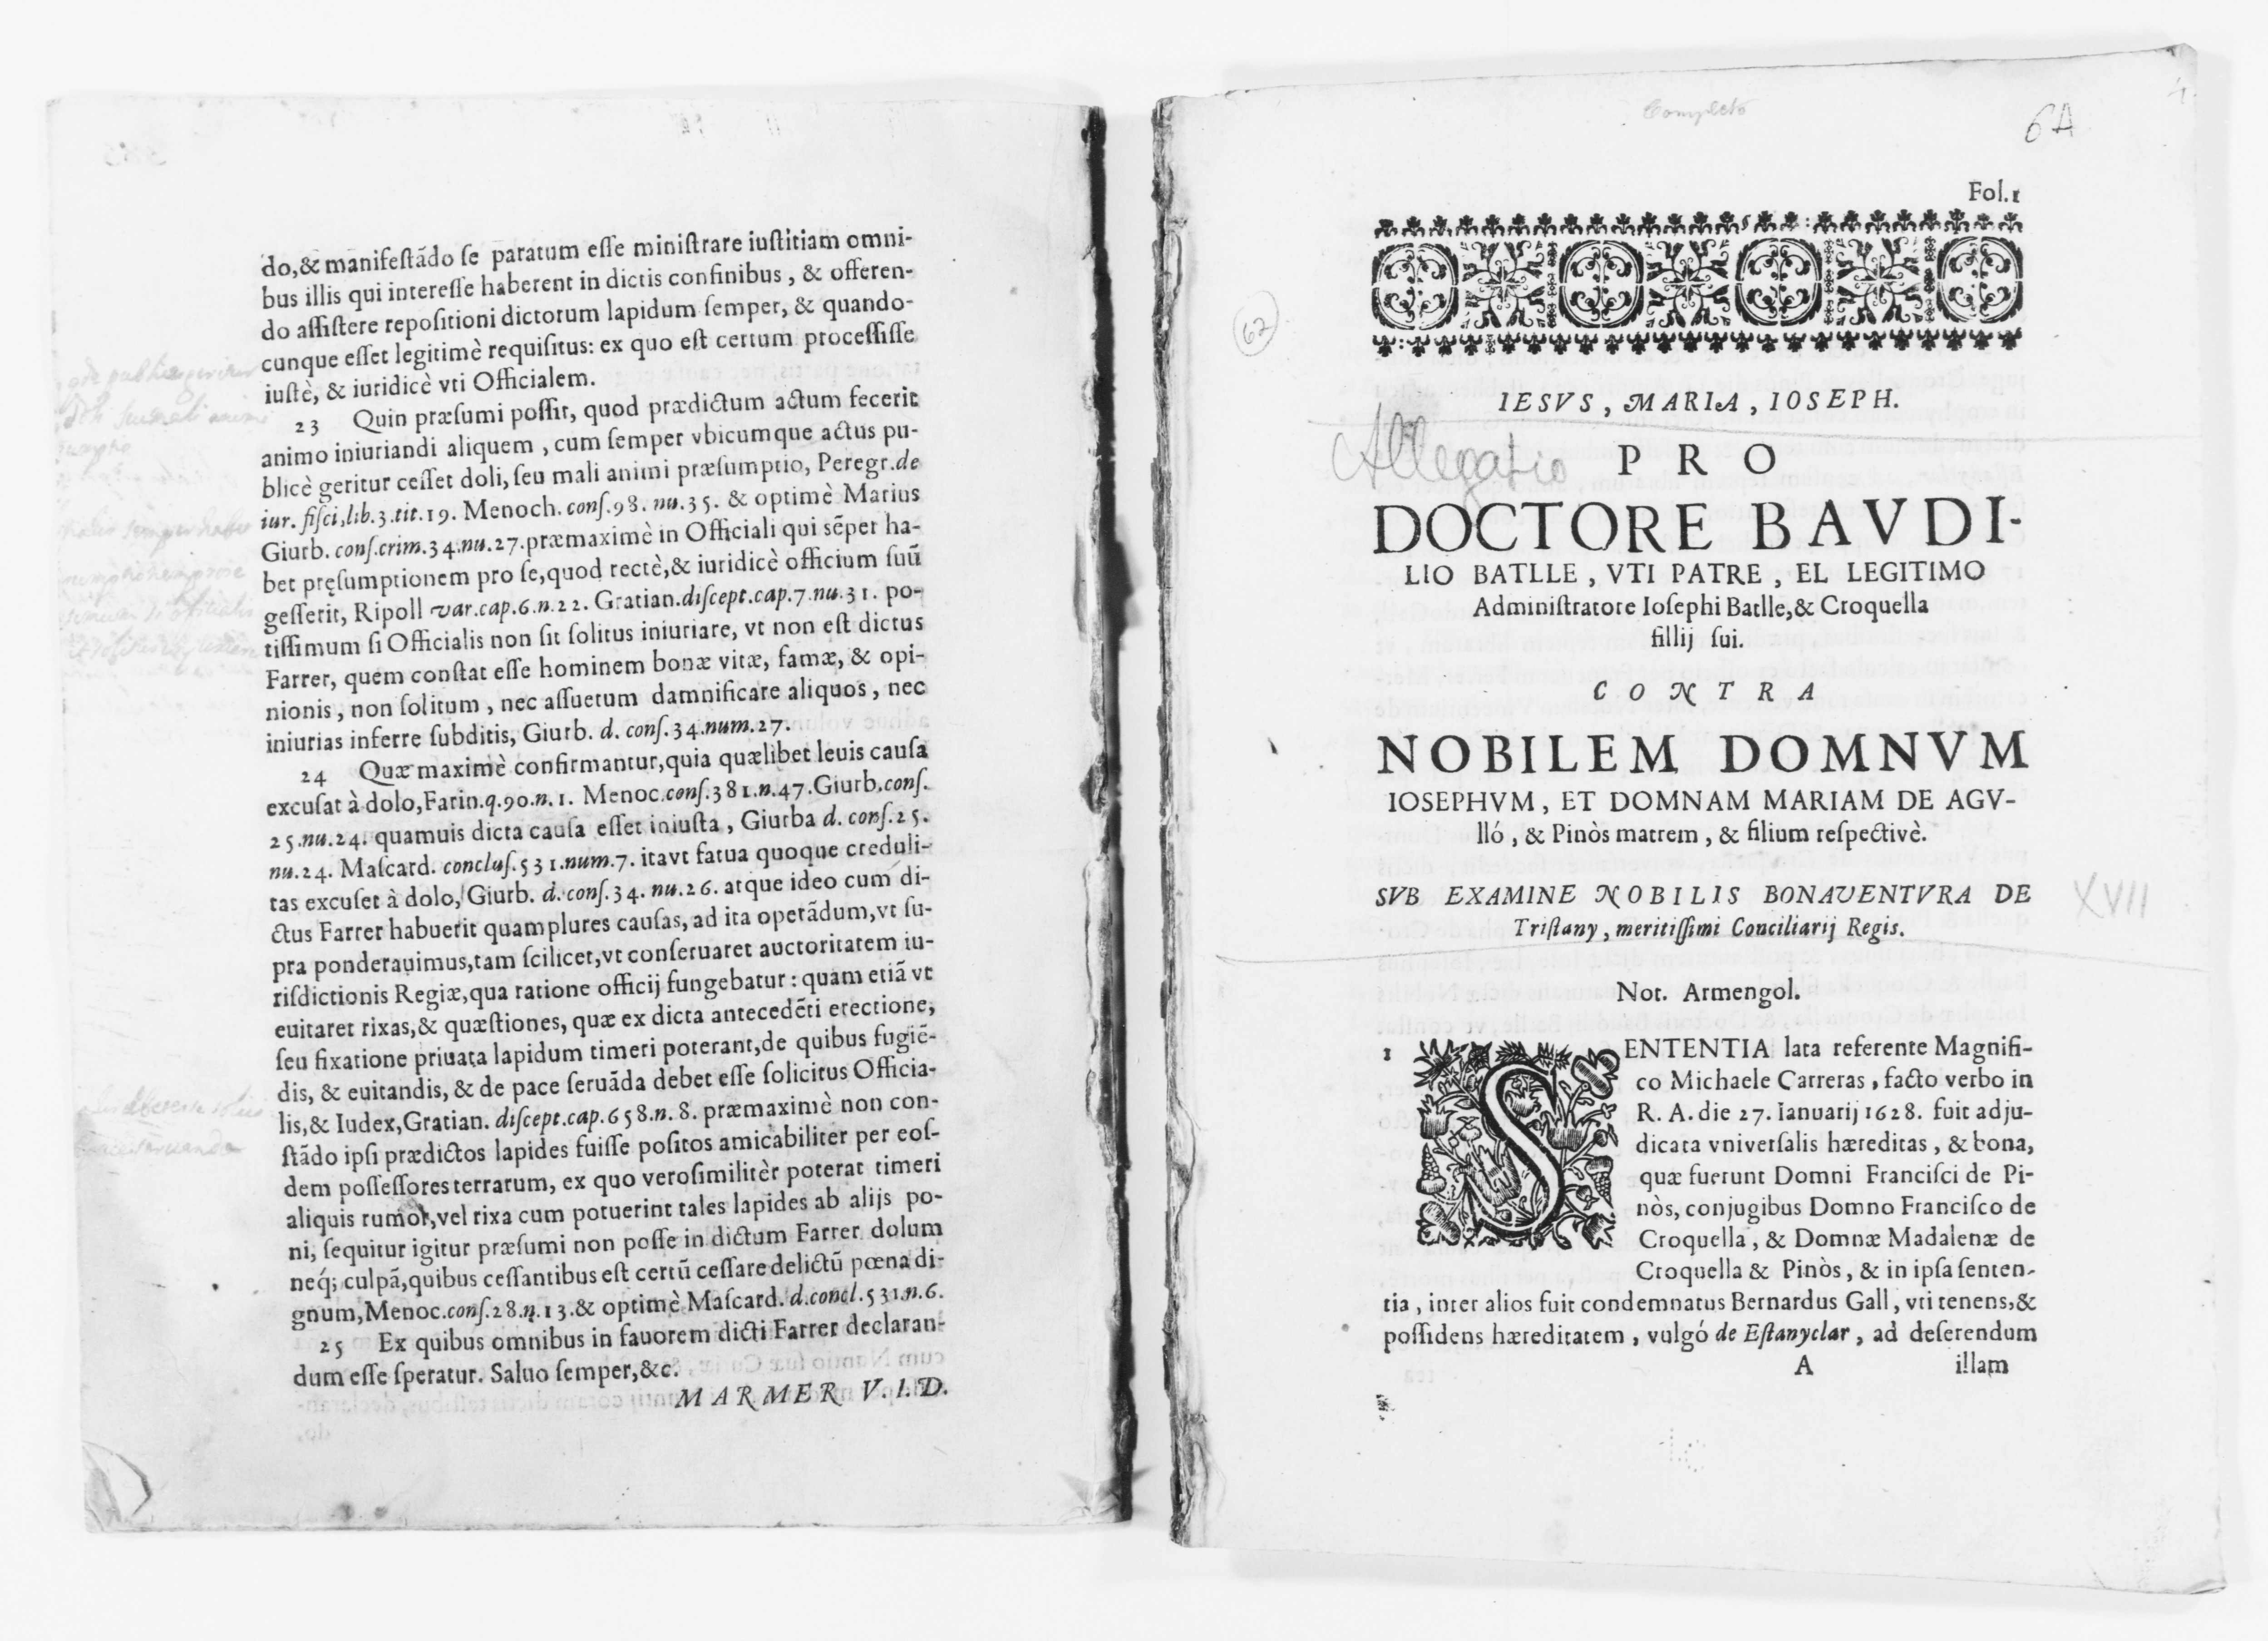 do,& manifeſtãdo ſe paratum eſſe miniſtrare iuſtitiam omni-
bus illis qui intereſſe haberent in dictis confinibus, & offeren-
do aſſiſtere repoſitioni dictorum lapidum ſemper, & quando-
cunque eſſet legitimè requiſitus: ex quo eſt certum proceſſiſſe
iuſtè, & iuridicè vti Officialem.
23 Quin præſumi poſſit, quod prædictum actum fecerit
animo iniuriandi aliquem, cum ſemper vbicumque actus pu-
blicè geritur ceſſet doli, ſeu mali animi præſumptio, Peregr. de
iur. fiſci, lib. 3. tit. 19. Menoch. conſ. 98. nu. 35. & optimè Marius
Giurb. conſ. crim. 34. nu. 27. præmaximè in Officiali qui sẽper ha-
bet pręſumptionem pro ſe, quod rectè, & iuridicè officium ſuũ
geſſerit, Ripoll var. cap. 6. n. 22. Gratian. diſcept. cap. 7. nu. 31. po-
tiſſimum ſi Officialis non ſit ſolitus iniuriare, vt non eſt dictus
Farrer, quem conſtat eſſe hominem bonæ vitæ, famæ, & opi-
nionis, non ſolitum, nec aſſuetum damnificare aliquos, nec
iniurias inferre ſubditis, Giurb. d. conſ. 34. num. 27.
24 Quæ maximè confirmantur, quia quælibet leuis cauſa
excuſat à dolo, Farin. q. 90. n. 1. Menoc. conſ. 381. n. 47. Giurb. conſ.
25. nu. 24. quamuis dicta cauſa eſſet iniuſta, Giurba d. conſ. 25.
nu. 24. Maſcard. concluſ. 531. num. 7. itavt fatua quoque creduli-
tas excuſet à dolo, Giurb. d. conſ. 34. nu. 26. atque ideo cum di-
ctus Farrer habuerit quamplures cauſas, ad ita operãdum, vt ſu-
pra ponderauimus, tam ſcilicet, vt conſeruaret auctoritatem iu-
riſdictionis Regiæ, qua ratione officij fungebatur: quam etiã vt
euitaret rixas, & quæſtiones, quæ ex dicta antecedẽti erectione,
ſeu fixatione priuata lapidum timeri poterant, de quibus fugiẽ-
dis, & euitandis, & de pace ſeruãda debet eſſe ſolicitus Officia-
lis, & Iudex, Gratian. diſcept. cap. 658. n. 8. præmaximè non con-
ſtãdo ipſi prædictos lapides fuiſſe poſitos amicabiliter per eoſ-
dem poſſeſſores terrarum, ex quo veroſimilitèr poterat timeri
aliquis rumor, vel rixa cum potuerint tales lapides ab alijs po-
ni, ſequitur igitur præſumi non poſſe in dictum Farrer dolum
neq́; culpã, quibus ceſſantibus eſt certũ ceſſare delictũ pœna di-
gnum, Menoc. conſ. 28. n. 13. & optimè Maſcard. d. concl. 531. n. 6.
25 Ex quibus omnibus in fauorem dicti Farrer declaran-
dum eſſe ſperatur. Saluo ſemper, &c.
MARMER V. I. D.
Completo
64
Fol. 1
62
IESVS, MARIA, IOSEPH.
Allegatio
PRO
DOCTORE BAVDI-
LIO BATLLE, VTI PATRE, EL LEGITIMO
Adminiſtratore Ioſephi Batlle, & Croquella
fillij ſui.
CONTRA
NOBILEM DOMNVM
IOSEPHVM, ET DOMNAM MARIAM DE AGV-
lló, & Pinòs matrem, & filium reſpectivè.
SVB EXAMINE NOBILIS BONAVENTVRA DE
Triſtany, meritiſſimi Conciliarij Regis.
XVII
Not. Armengol.
1 SENTENTIA lata referente Magnifi-
co Michaele Carreras, facto verbo in
R. A. die 27. Ianuarij 1628. fuit adju-
dicata vniverſalis hæreditas, & bona,
quæ fuerunt Domni Franciſci de Pi-
nòs, conjugibus Domno Franciſco de
Croquella, & Domnæ Madalenæ de
Croquella & Pinòs, & in ipſa ſenten-
tia, inter alios fuit condemnatus Bernardus Gall, vti tenens, &
poſſidens hæreditatem, vulgó de Eſtanyclar, ad deſerendum
A illam